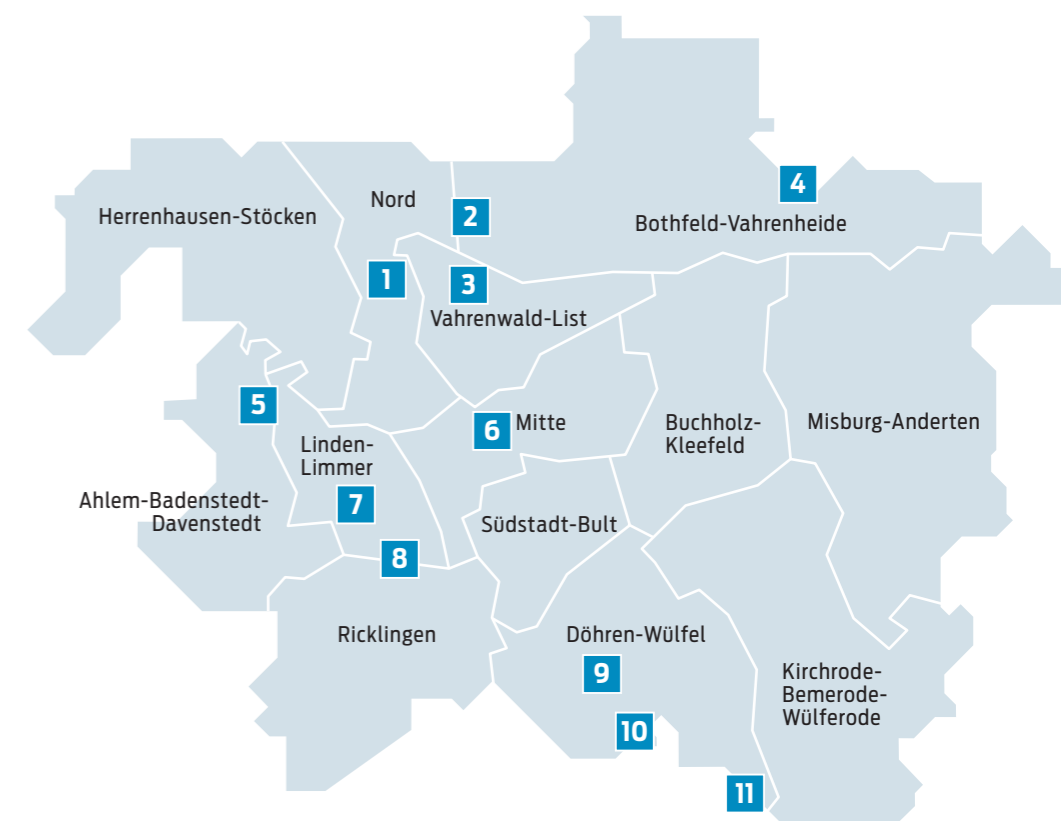 4
Nord
Herrenhausen-Stöcken
2
Bothfeld-Vahrenheide
1
3
Vahrenwald-List
5
6
Mitte
Buchholz-
Kleefeld
Misburg-Anderten
Linden-
Limmer
7
Ahlem-Badenstedt-
Davenstedt
Südstadt-Bult
8
Ricklingen
Döhren-Wülfel
9
Kirchrode-
Bemerode-
Wülferode
10
11